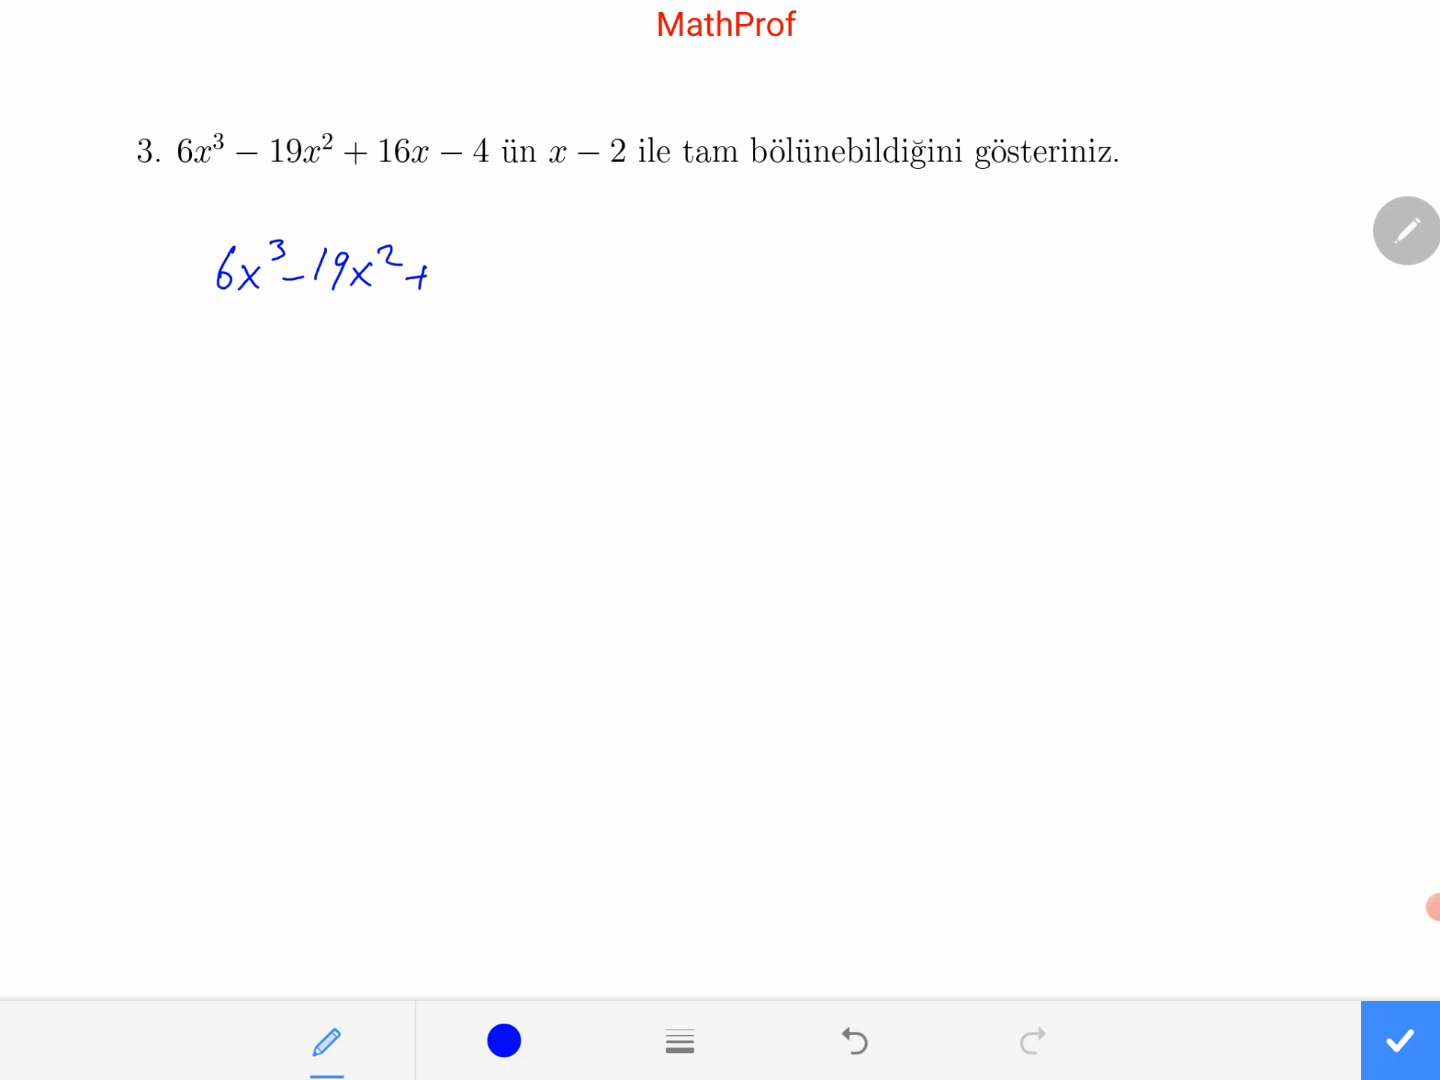 MathProf
3. 6x³ − 19x² + 16x − 4 ün x − 2 ile tam bölünebildiğini gösteriniz.
6x³ − 19x² +